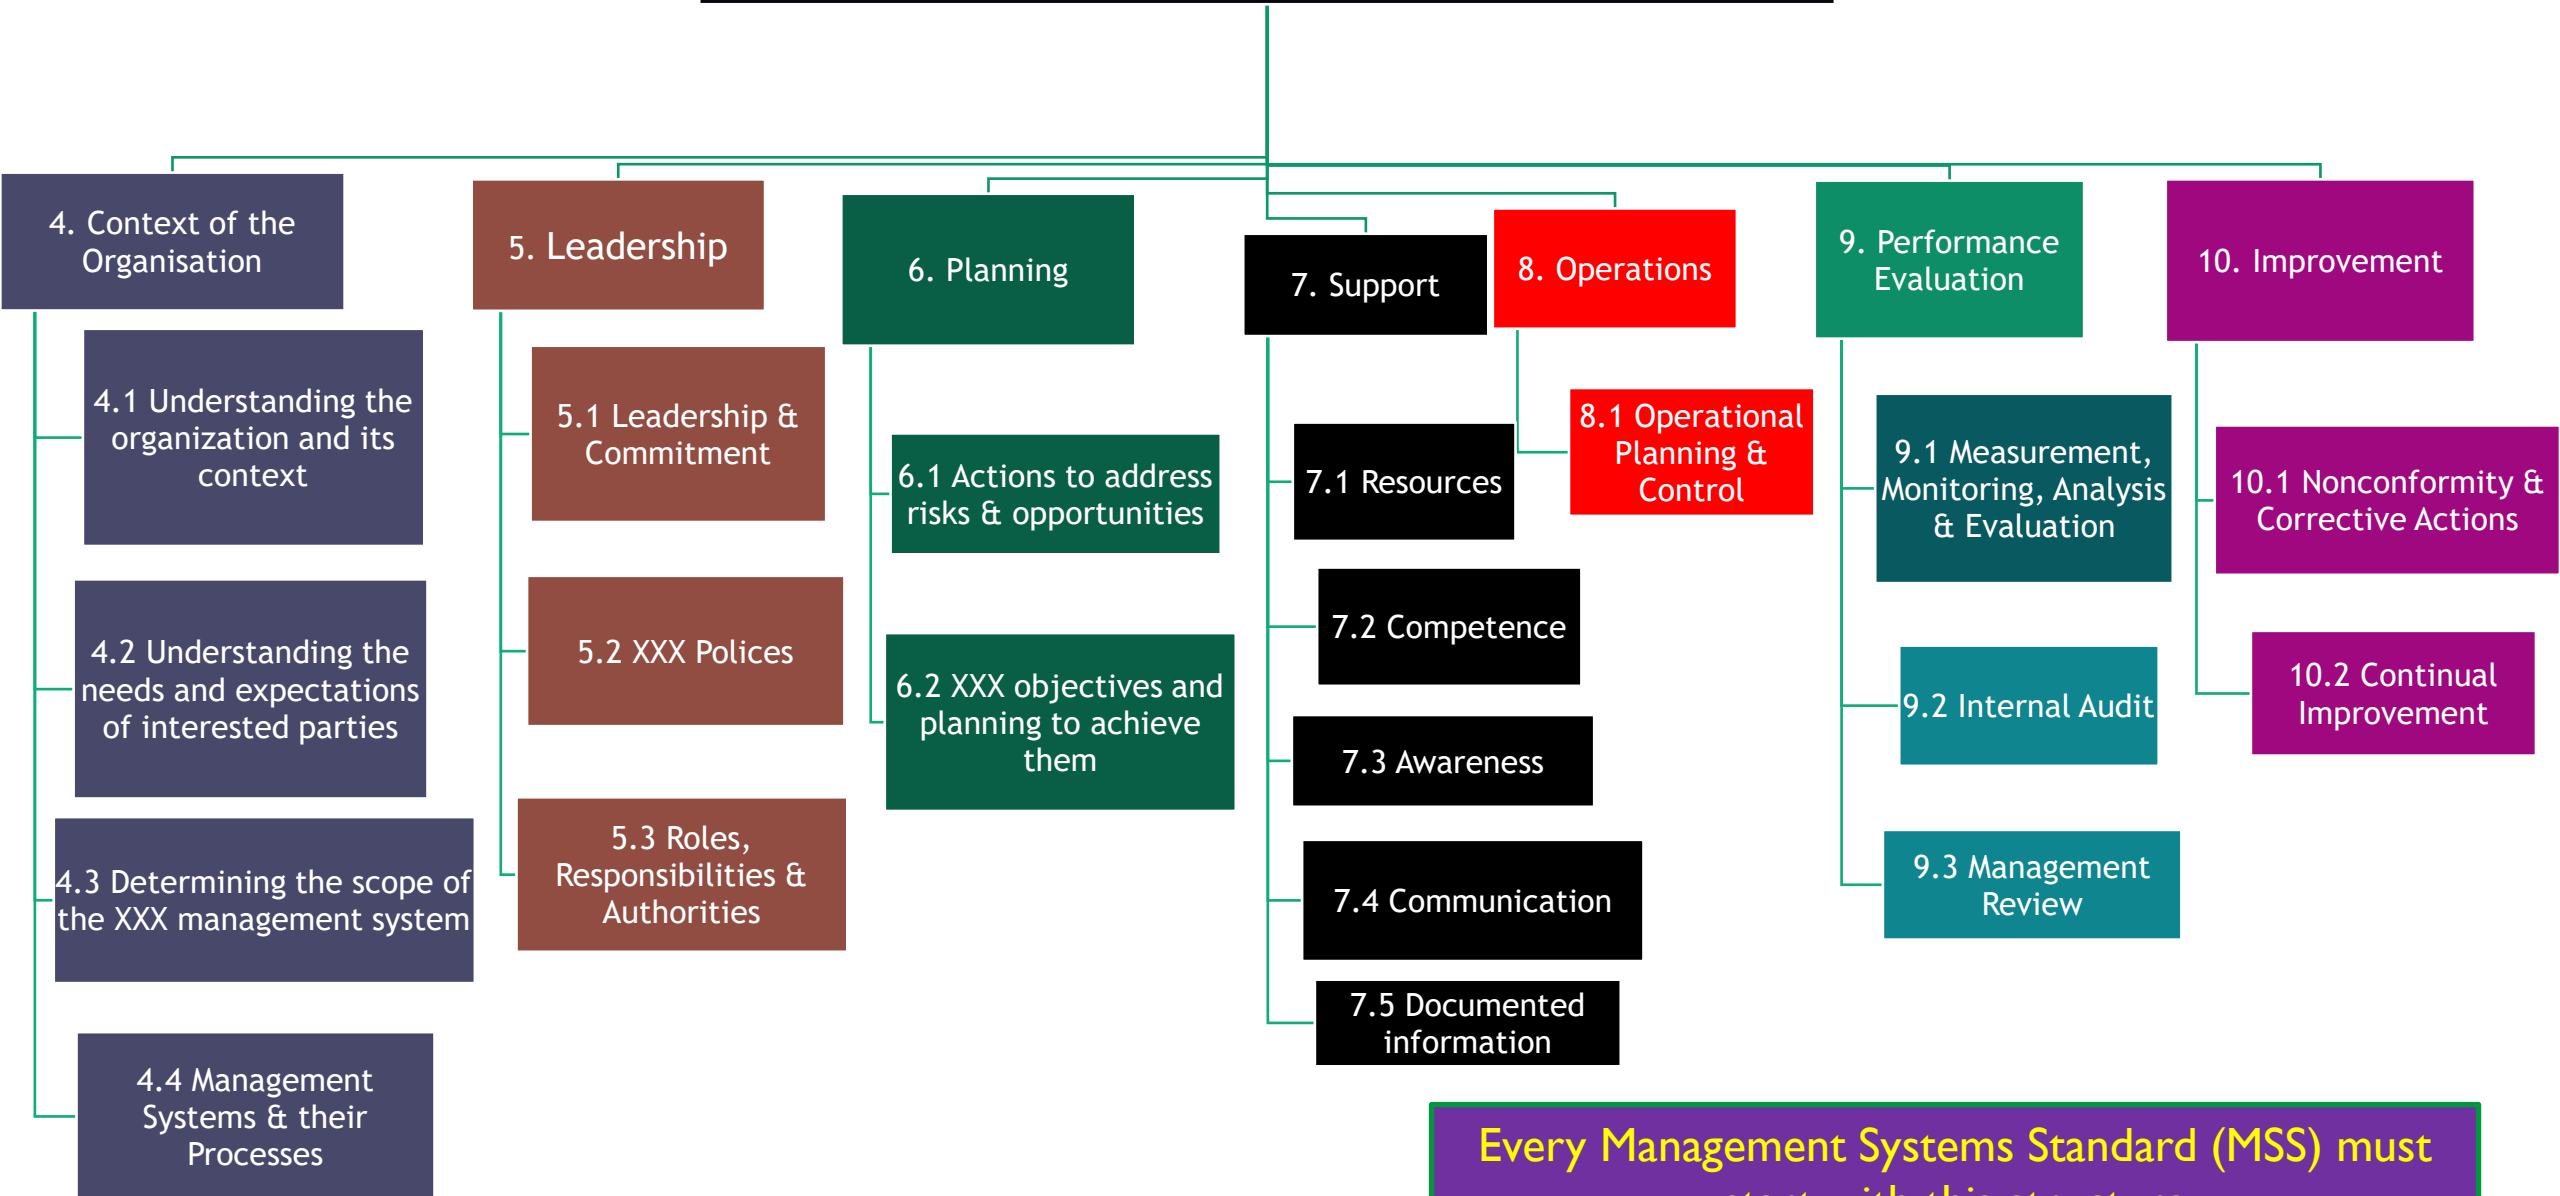 4. Context of the
Organisation
4.1 Understanding the
organization and its
context
4.2 Understanding the
needs and expectations
of interested parties
4.3 Determining the scope of
the XXX management system
4.4 Management
Systems & their
Processes
5. Leadership
5.1 Leadership &
Commitment
5.2 XXX Polices
5.3 Roles,
Responsibilities &
Authorities
6. Planning
6.1 Actions to address
risks & opportunities
6.2 XXX objectives and
planning to achieve
them
7. Support
7.1 Resources
7.2 Competence
7.3 Awareness
7.4 Communication
7.5 Documented
information
8. Operations
8.1 Operational
Planning &
Control
9. Performance
Evaluation
9.1 Measurement,
Monitoring, Analysis
& Evaluation
9.2 Internal Audit
9.3 Management
Review
10. Improvement
10.1 Nonconformity &
Corrective Actions
10.2 Continual
Improvement
Every Management Systems Standard (MSS) must
start with this structure